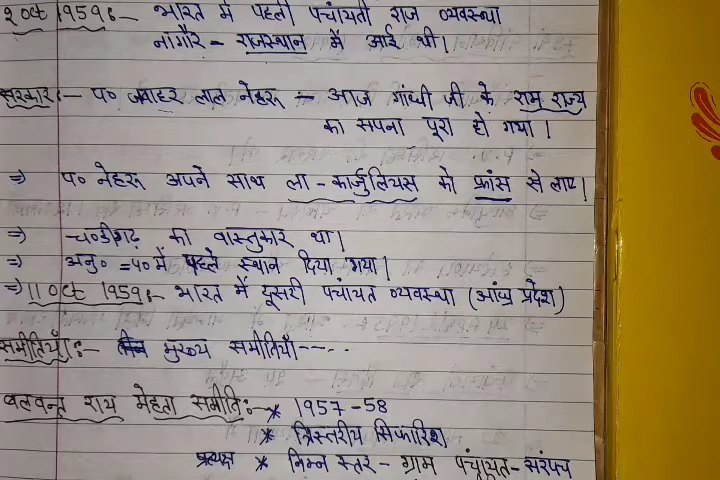 2 Oct 1959:- भारत में पहली पंचायती राज व्यवस्था
नागौर - राजस्थान में आई थी।
सरकार:- प० जवाहर लाल नेहरू :- आज गांधी जी के राम राज्य
का सपना पूरा हो गया।
⇒ प० नेहरू अपने साथ ला - कार्जुलियस को फ्रांस से लाए।
⇒ चण्डीगढ़ का वास्तुकार था।
⇒ अनु० =40 में पहले स्थान दिया गया।
⇒ 11 Oct 1959:- भारत में दूसरी पंचायत व्यवस्था (आंध्र प्रदेश)
समीतियाँ:- मुख्य समीतियाँ----..
बलवन्त राय मेहता समीति:-* 1957-58
* त्रिस्तरीय सिफारिश
प्रत्यक्ष * निम्न स्तर - ग्राम पंचायत - सरपंच